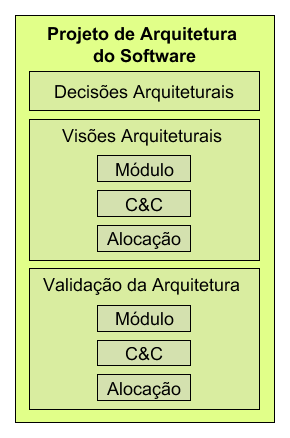 Projeto de Arquitetura
do Software
Decisões Arquiteturais
Visões Arquiteturais
Módulo
C&C
Alocação
Validação da Arquitetura
Módulo
C&C
Alocação